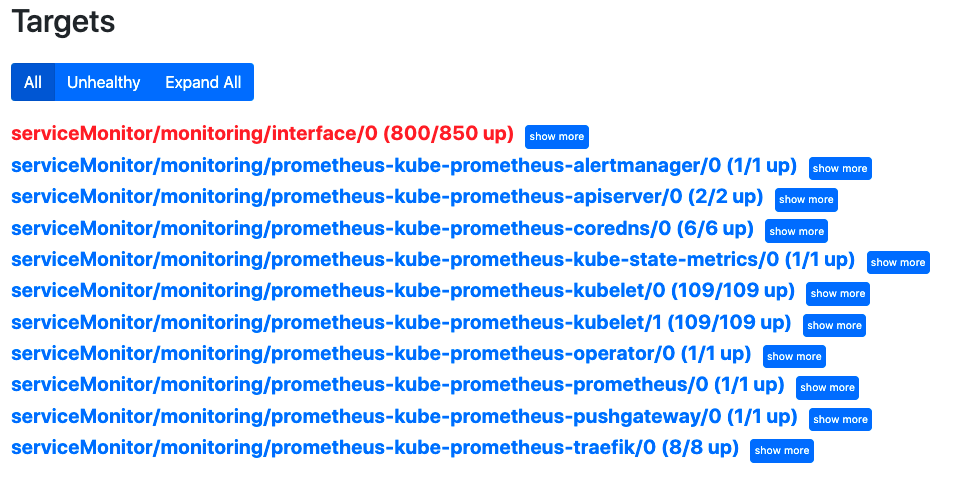 Targets
All Unhealthy Expand All
serviceMonitor/monitoring/interface/0 (800/850 up) show more
serviceMonitor/monitoring/prometheus-kube-prometheus-alertmanager/0 (1/1 up) show more
serviceMonitor/monitoring/prometheus-kube-prometheus-apiserver/0 (2/2 up) show more
serviceMonitor/monitoring/prometheus-kube-prometheus-coredns/0 (6/6 up) show more
serviceMonitor/monitoring/prometheus-kube-prometheus-kube-state-metrics/0 (1/1 up) show more
serviceMonitor/monitoring/prometheus-kube-prometheus-kubelet/0 (109/109 up) show more
serviceMonitor/monitoring/prometheus-kube-prometheus-kubelet/1 (109/109 up) show more
serviceMonitor/monitoring/prometheus-kube-prometheus-operator/0 (1/1 up) show more
serviceMonitor/monitoring/prometheus-kube-prometheus-prometheus/0 (1/1 up) show more
serviceMonitor/monitoring/prometheus-kube-prometheus-pushgateway/0 (1/1 up) show more
serviceMonitor/monitoring/prometheus-kube-prometheus-traefik/0 (8/8 up) show more